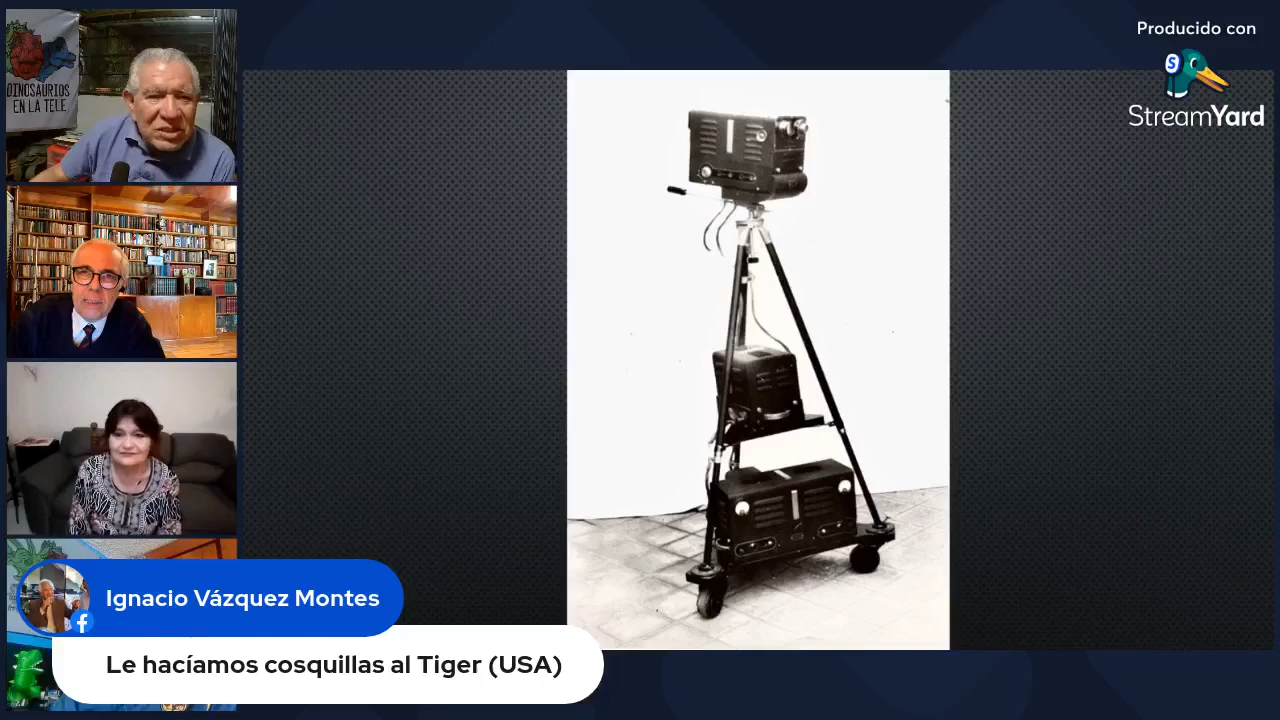 DINOSAURIOS
EN LA TELE
Producido con
StreamYard
Ignacio Vázquez Montes
Le hacíamos cosquillas al Tiger (USA)